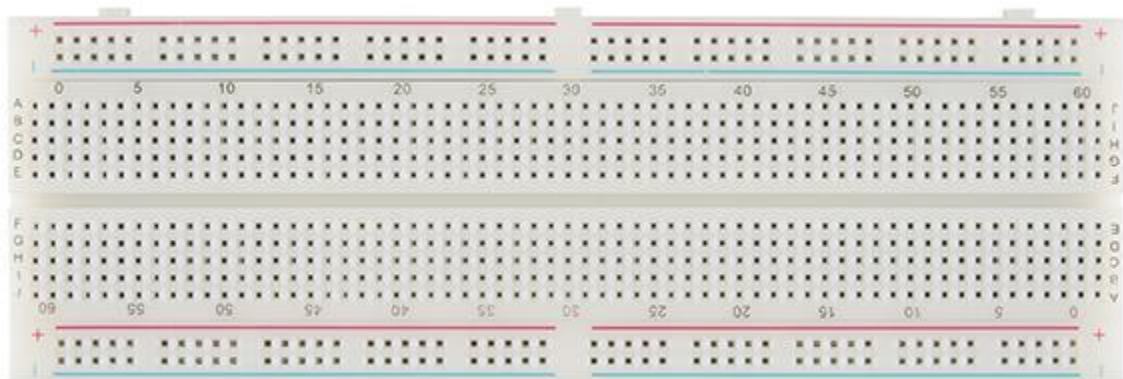 + +
- -
0 5 10 15 20 25 30 35 40 45 50 55 60
A J
B I
C H
D G
E F
F E
G D
H C
I B
J A
60 55 50 45 40 35 30 25 20 15 10 5 0
+ +
- -